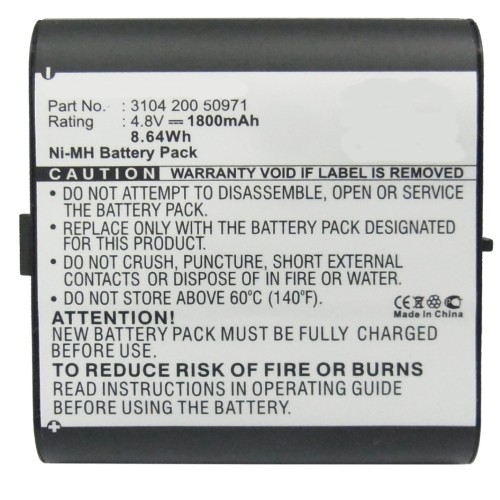 Part No. : 3104 200 50971
Rating : 4.8V ⎓ 1800mAh
8.64Wh
Ni-MH Battery Pack
CAUTION WARRANTY VOID IF LABEL IS REMOVED
• DO NOT ATTEMPT TO DISASSEMBLE, OPEN OR SERVICE
THE BATTERY PACK.
• REPLACE ONLY WITH THE BATTERY PACK DESIGNATED FOR
THIS PRODUCT.
• DO NOT CRUSH, PUNCTURE, SHORT EXTERNAL
CONTACTS OR DISPOSE OF IN FIRE OR WATER.
• DO NOT STORE ABOVE 60°C (140°F).
CE
Made In China
ATTENTION!
NEW BATTERY PACK MUST BE FULLY CHARGED
BEFORE USE.
TO REDUCE RISK OF FIRE OR BURNS
READ INSTRUCTIONS IN OPERATING GUIDE
BEFORE USING THE BATTERY.